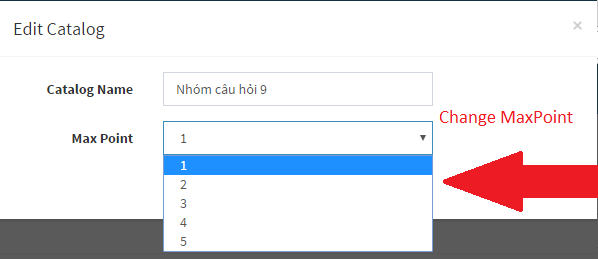 Edit Catalog ×
Catalog Name Nhóm câu hỏi 9
Change MaxPoint
Max Point 1
1
2
3
4
5